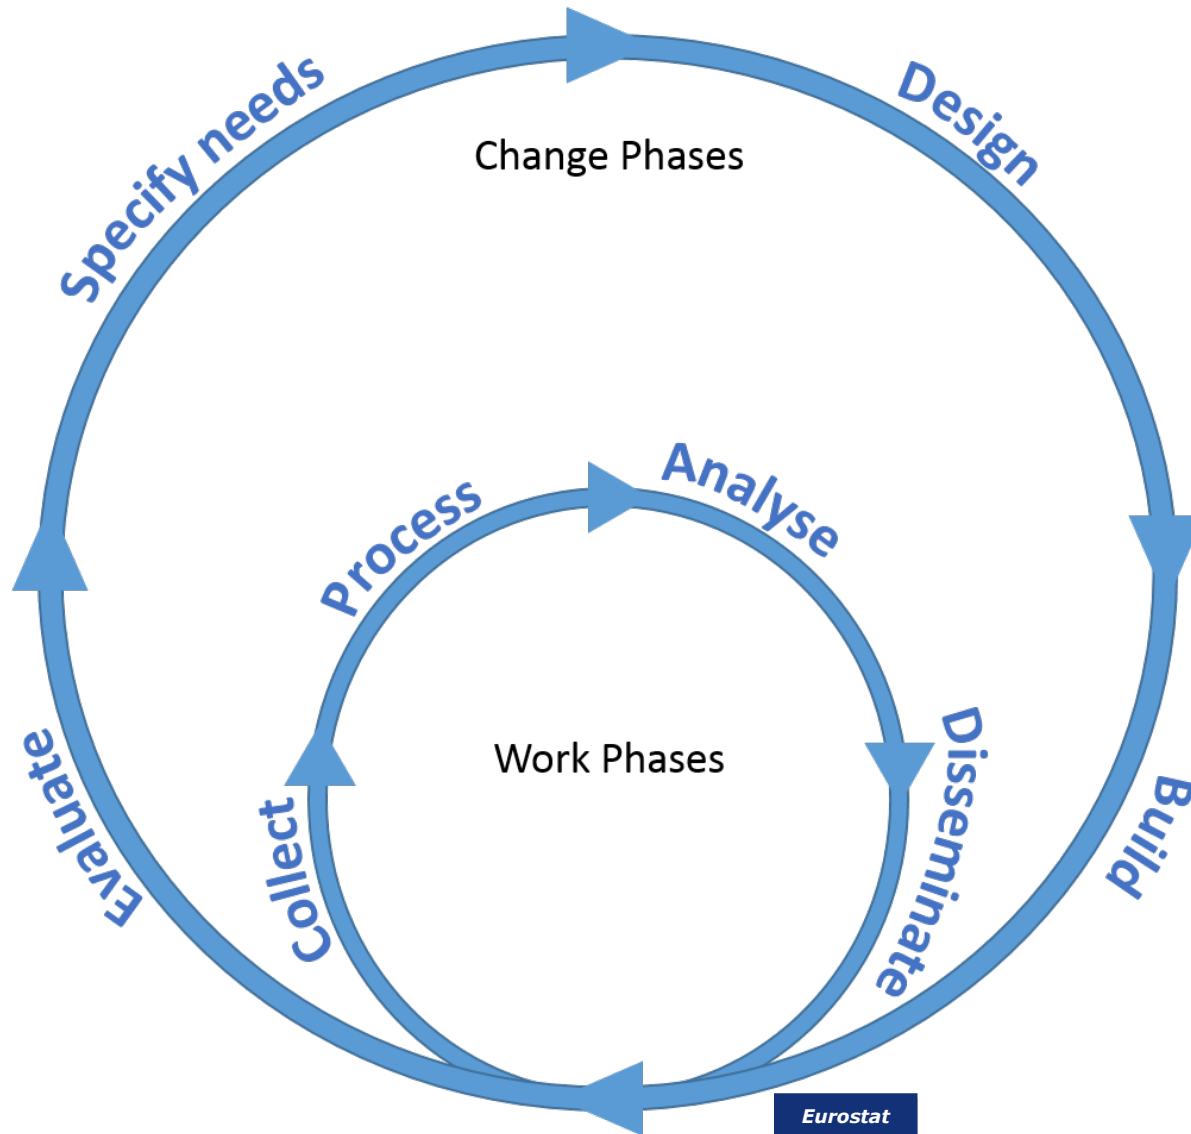 Specify needs
Design
Change Phases
Process
Analyse
Work Phases
Collect
Disseminate
Evaluate
Build
Eurostat